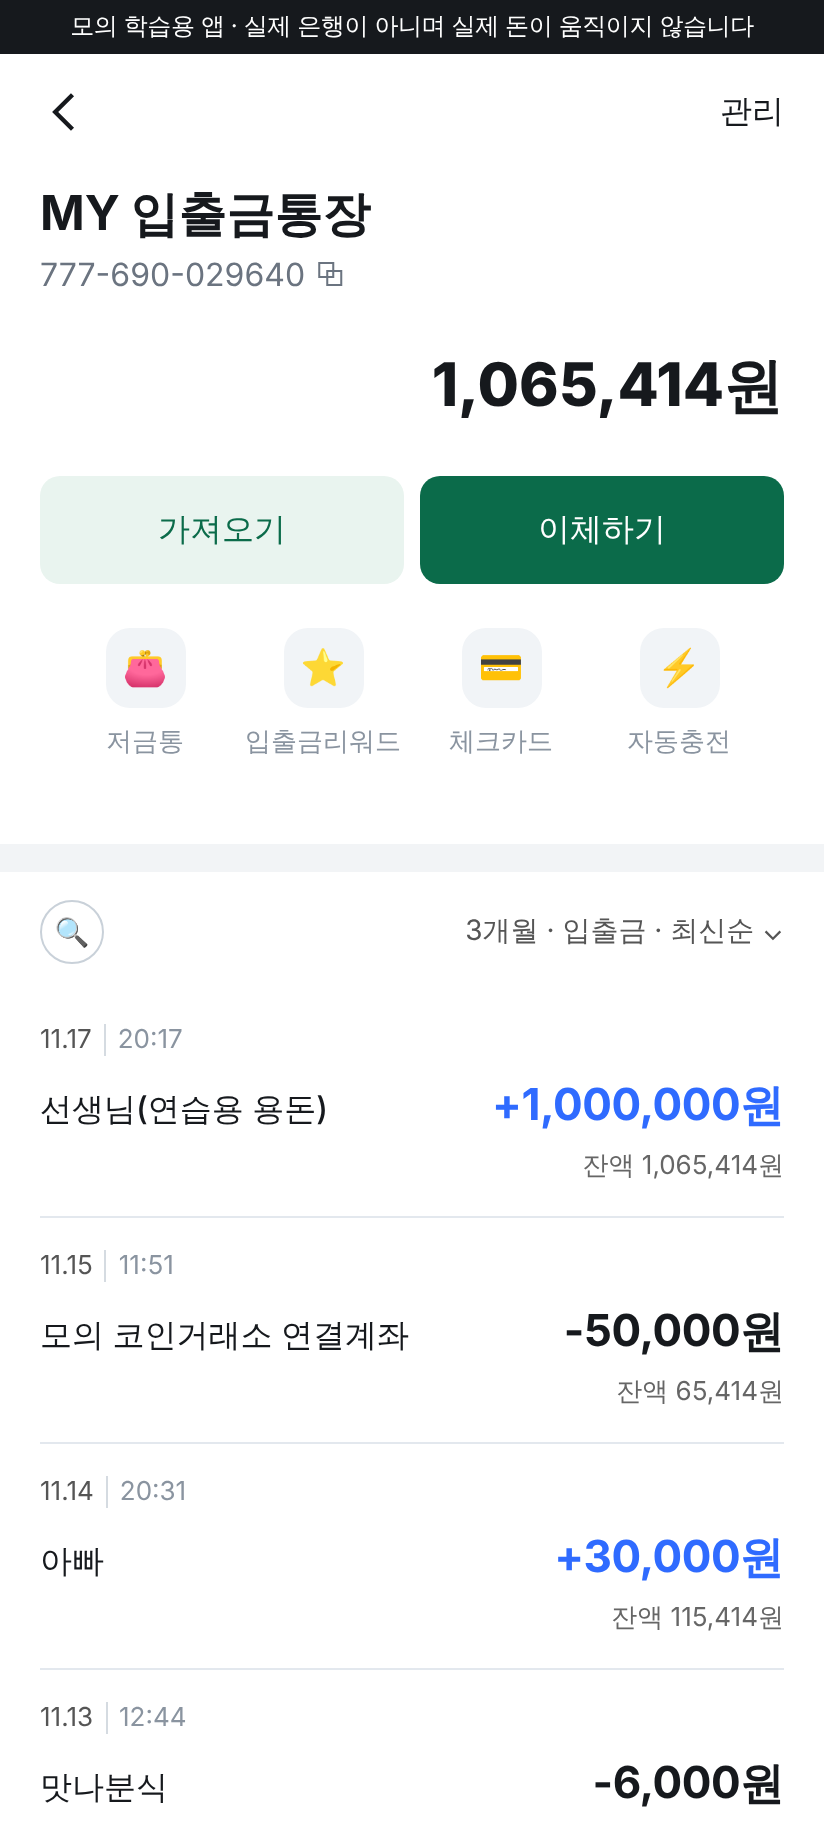 모의 학습용 앱 · 실제 은행이 아니며 실제 돈이 움직이지 않습니다
관리
MY 입출금통장
777-690-029640
1,065,414원
가져오기 이체하기
저금통 입출금리워드 체크카드 자동충전
3개월 · 입출금 · 최신순
11.17 20:17
선생님(연습용 용돈) +1,000,000원
잔액 1,065,414원
11.15 11:51
모의 코인거래소 연결계좌 -50,000원
잔액 65,414원
11.14 20:31
아빠 +30,000원
잔액 115,414원
11.13 12:44
맛나분식 -6,000원